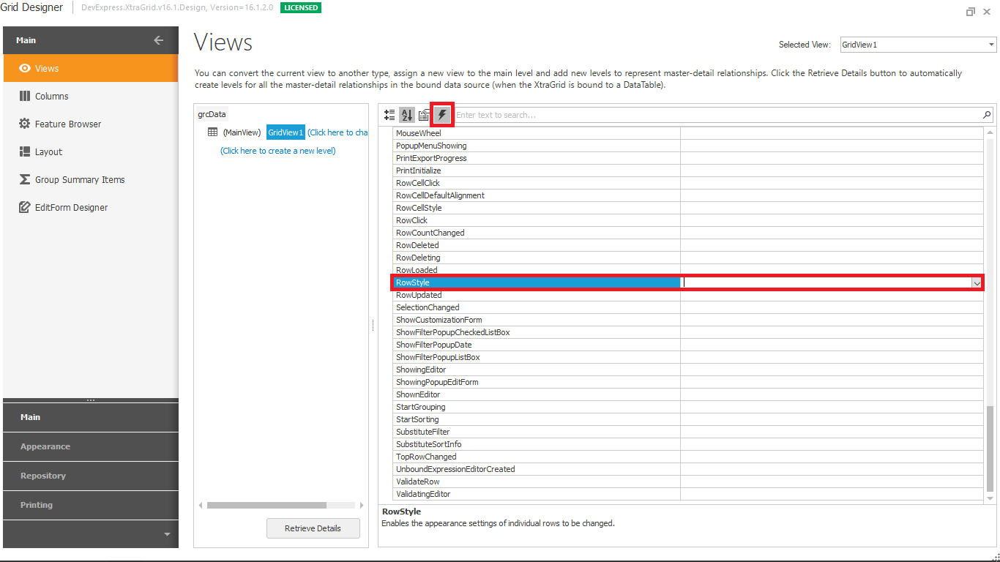 Grid Designer
DevExpress.XtraGrid.v16.1.Design, Version=16.1.2.0
LICENSED
Main
Views
Columns
Feature Browser
Layout
Group Summary Items
EditForm Designer
Main
Appearance
Repository
Printing
Views
Selected View:
GridView1
You can convert the current view to another type, assign a new view to the main level and add new levels to represent master-detail relationships. Click the Retrieve Details button to automatically
create levels for all the master-detail relationships in the bound data source (when the XtraGrid is bound to a DataTable).
grcData
(MainView) GridView1 (Click here to cha
(Click here to create a new level)
Retrieve Details
Enter text to search...
MouseWheel
PopupMenuShowing
PrintExportProgress
PrintInitialize
RowCellClick
RowCellDefaultAlignment
RowCellStyle
RowClick
RowCountChanged
RowDeleted
RowDeleting
RowLoaded
RowStyle
RowUpdated
SelectionChanged
ShowCustomizationForm
ShowFilterPopupCheckedListBox
ShowFilterPopupDate
ShowFilterPopupListBox
ShowingEditor
ShowingPopupEditForm
ShownEditor
StartGrouping
StartSorting
SubstituteFilter
SubstituteSortInfo
TopRowChanged
UnboundExpressionEditorCreated
ValidateRow
ValidatingEditor
RowStyle
Enables the appearance settings of individual rows to be changed.